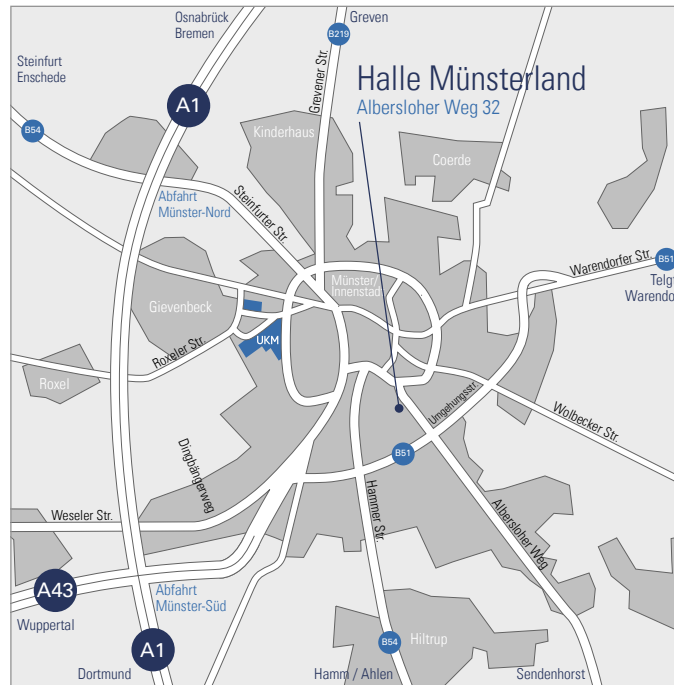 Osnabrück
Bremen
Greven
B219
Steinfurt
Enschede
B54
A1
Grevener Str.
Halle Münsterland
Albersloher Weg 32
Kinderhaus
Coerde
Abfahrt
Münster-Nord
Steinfurter Str.
Warendorfer Str.
B51
Telgt
Warendo
Münster/
Innenstad
Gievenbeck
UKM
Roxeler Str.
Roxel
Umgehungsstr.
Wolbecker Str.
Dingbängerweg
B51
Weseler Str.
Hammer Str.
Albersloher Weg
A43
Wuppertal
Abfahrt
Münster-Süd
A1
Dortmund
B54
Hiltrup
Hamm / Ahlen
Sendenhorst